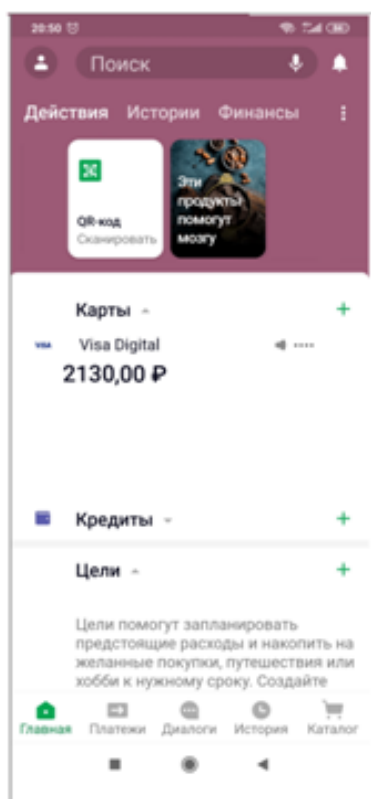 20:50
Поиск
Действия Истории Финансы
QR-код
Сканировать
Эти
продукты
помогут
мозгу
Карты
VISA Visa Digital
2130,00 ₽
Кредиты
Цели
Цели помогут запланировать
предстоящие расходы и накопить на
желанные покупки, путешествия или
хобби к нужному сроку. Создайте
Главная Платежи Диалоги История Каталог